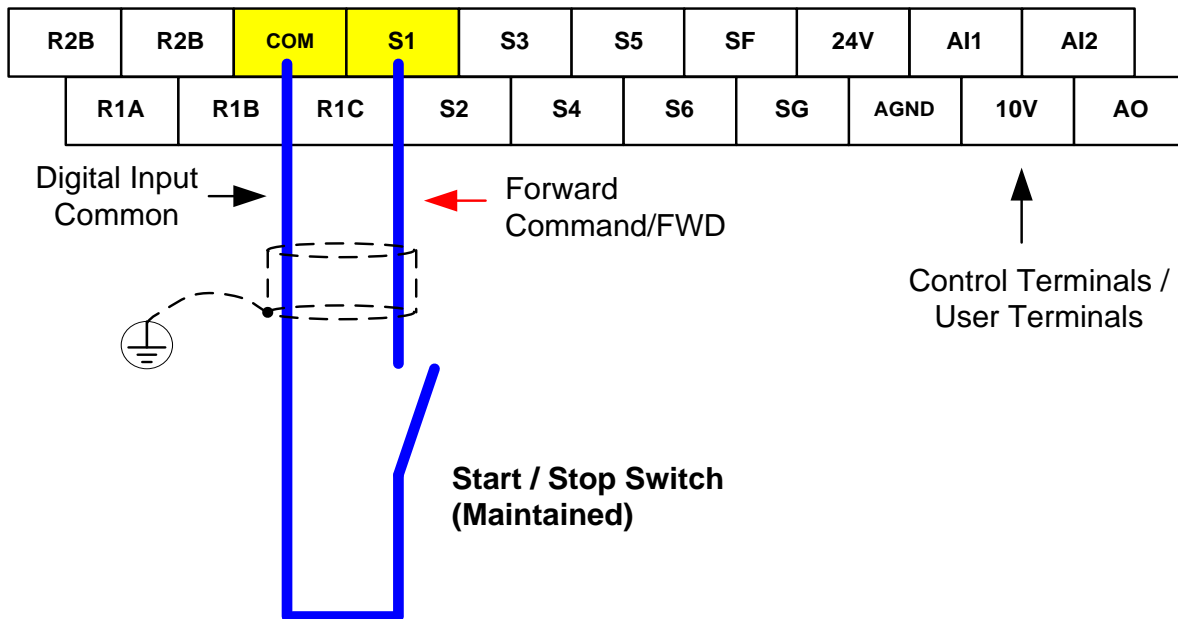 R2B R2B COM S1 S3 S5 SF 24V AI1 AI2
R1A R1B R1C S2 S4 S6 SG AGND 10V AO
Digital Input
Common
Forward
Command/FWD
Control Terminals /
User Terminals
Start / Stop Switch
(Maintained)